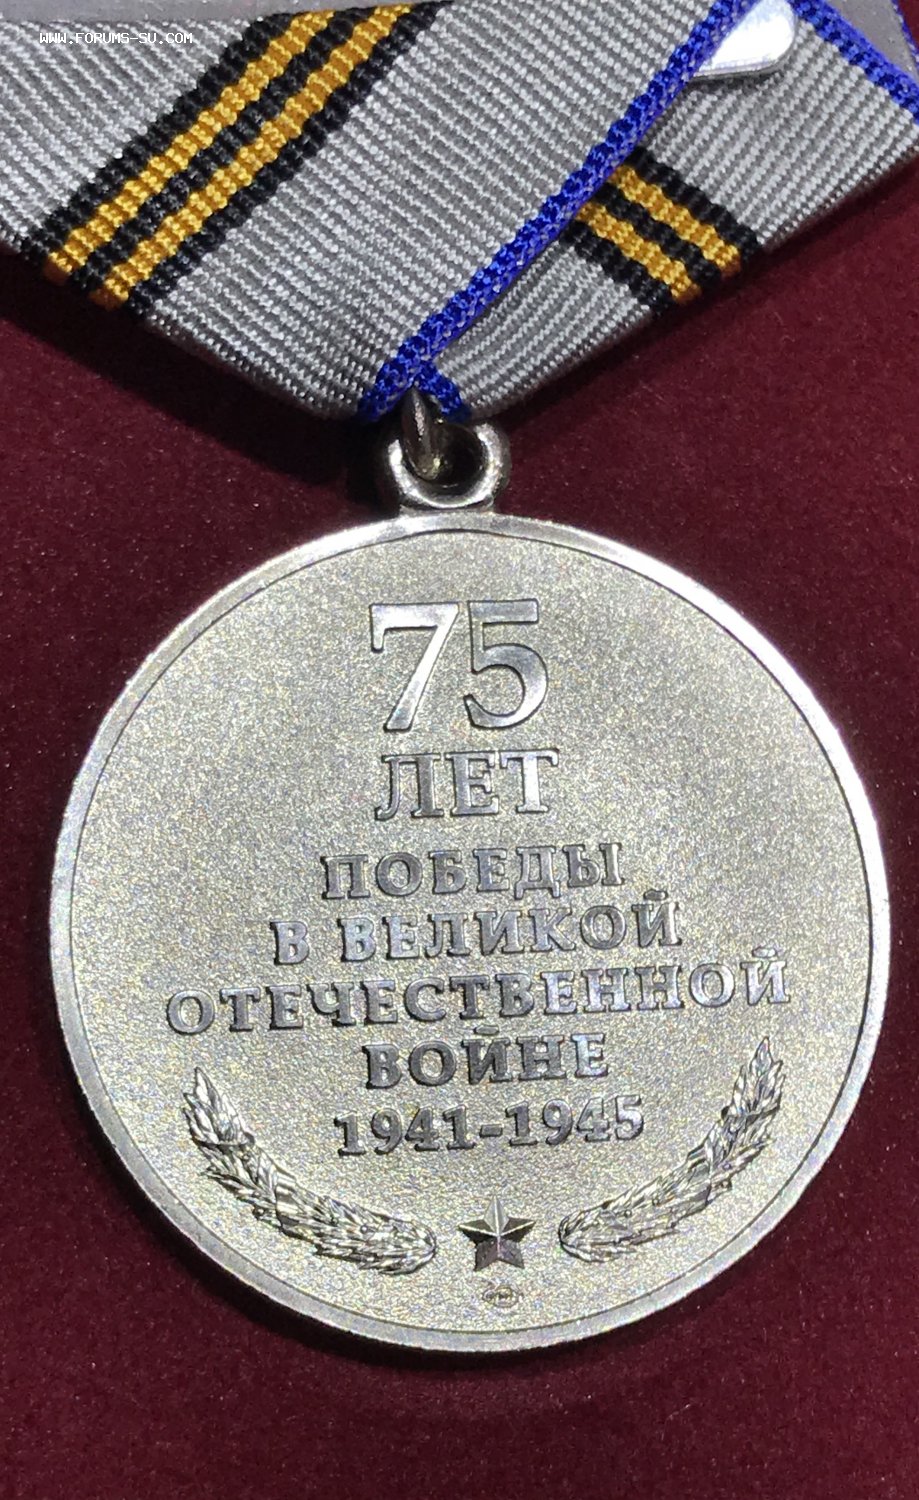 WWW.FORUMS-SU.COM
75
ЛЕТ
ПОБЕДЫ
В ВЕЛИКОЙ
ОТЕЧЕСТВЕННОЙ
ВОЙНЕ
1941-1945